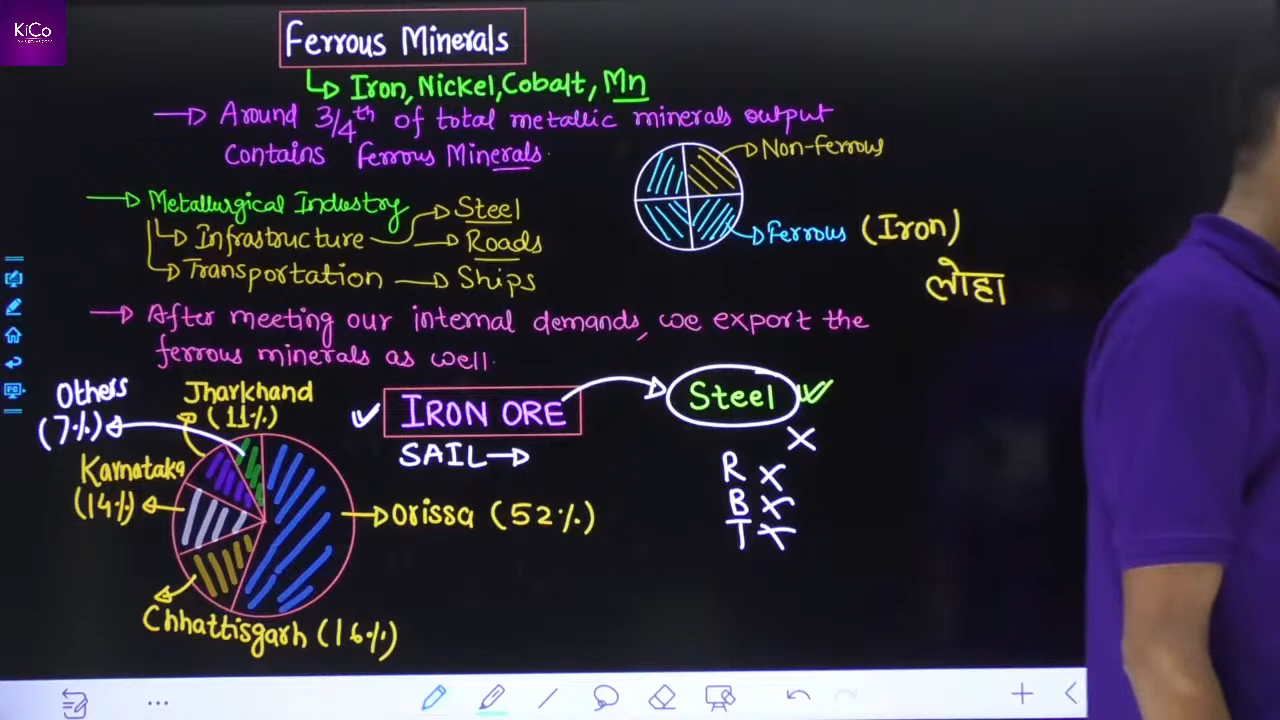 KiCo
Ferrous Minerals
Iron, Nickel, Cobalt, Mn
Around 3/4th of total metallic minerals output
contains ferrous Minerals.
Non-ferrous
Ferrous (Iron)
लोहा
Metallurgical Industry
Infrastructure
Steel
Roads
Transportation
Ships
After meeting our internal demands, we export the
ferrous minerals as well.
Others
(7%)
Jharkhand
(11%)
Karnataka
(14%)
Orissa (52%)
Chhattisgarh (16%)
IRON ORE
SAIL
Steel
R
B
T